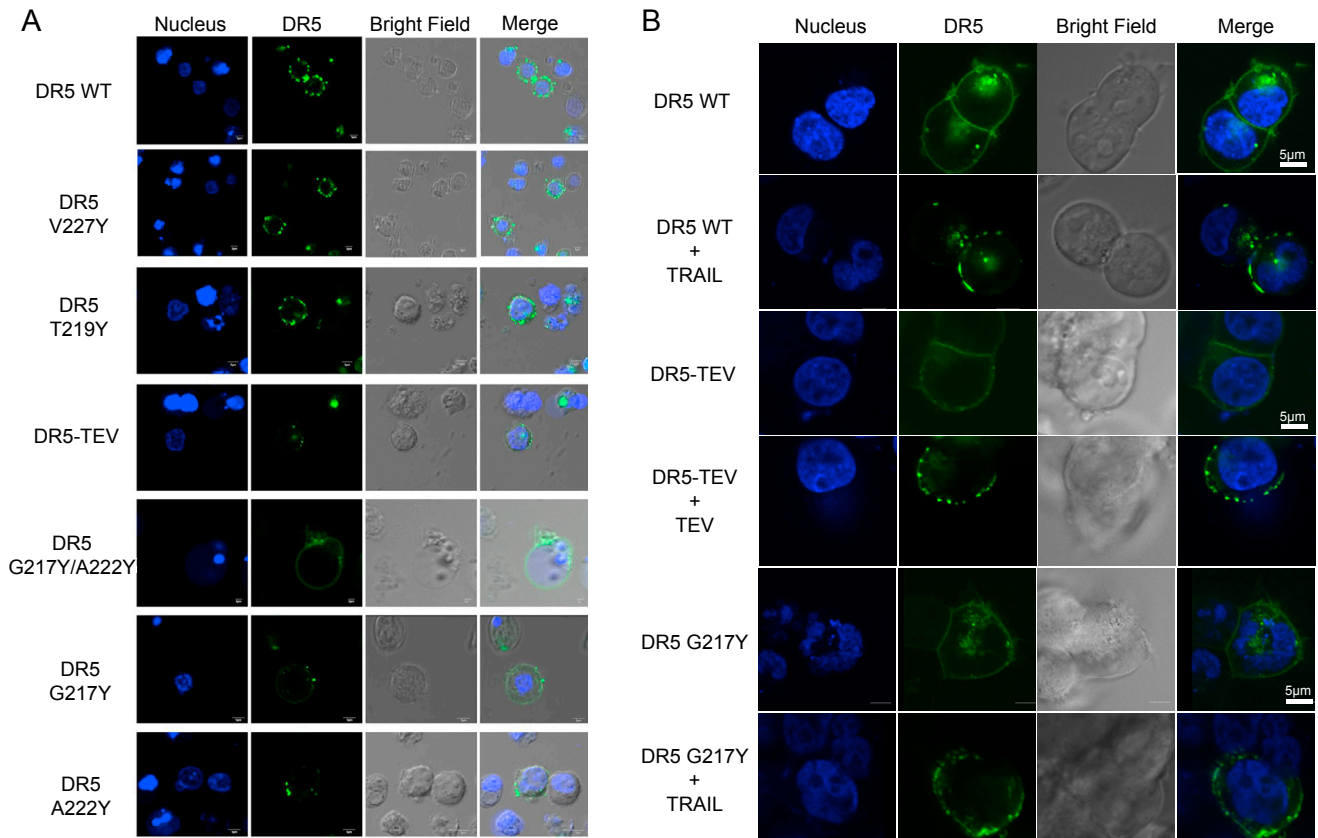 A
Nucleus DR5 Bright Field Merge
DR5 WT
DR5
V227Y
DR5
T219Y
DR5-TEV
DR5
G217Y/A222Y
DR5
G217Y
DR5
A222Y
B
Nucleus DR5 Bright Field Merge
DR5 WT
5μm
DR5 WT
+
TRAIL
DR5-TEV
5μm
DR5-TEV
+
TEV
DR5 G217Y
5μm
DR5 G217Y
+
TRAIL